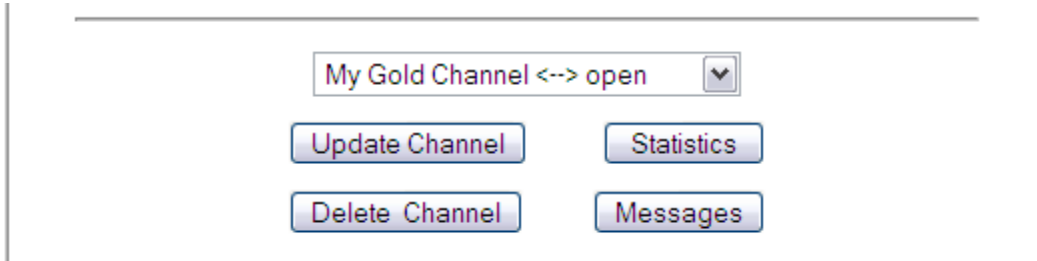 My Gold Channel <--> open
Update Channel Statistics
Delete Channel Messages